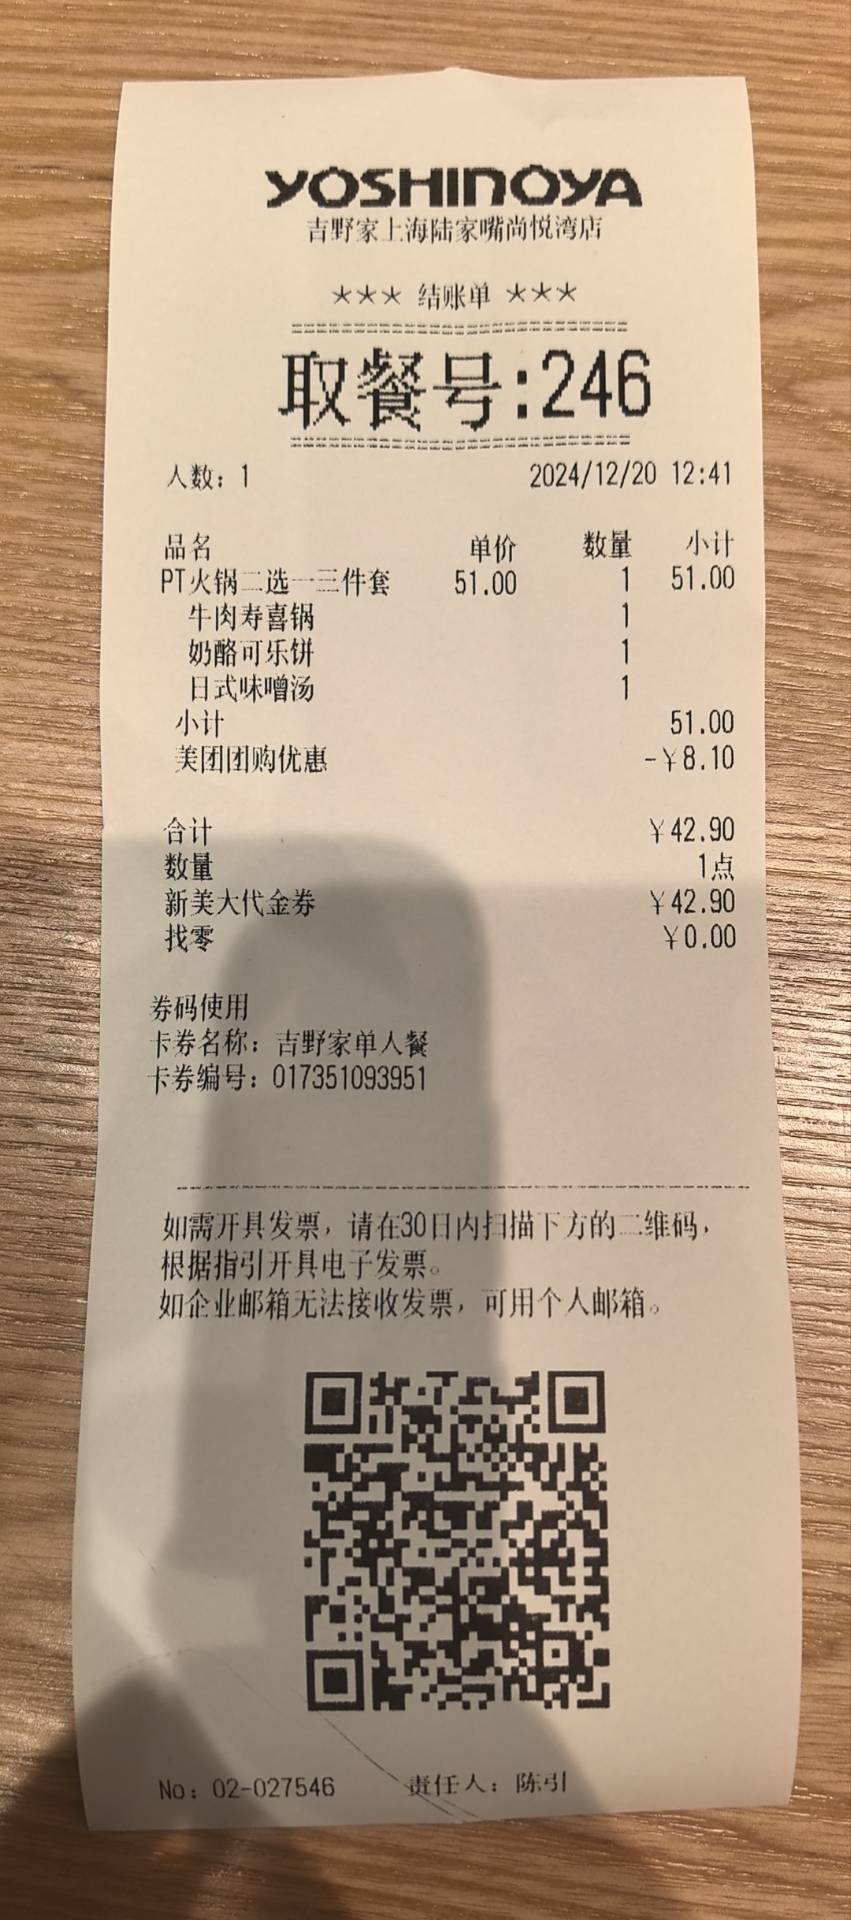 YOSHINOYA
吉野家上海陆家嘴尚悦湾店
*** 结账单 ***
取餐号:246
人数: 1 2024/12/20 12:41
品名 单价 数量 小计
PT火锅二选一三件套 51.00 1 51.00
牛肉寿喜锅 1
奶酪可乐饼 1
日式味噌汤 1
小计 51.00
美团团购优惠 -¥8.10
合计 ¥42.90
数量 1点
新美大代金券 ¥42.90
找零 ¥0.00
券码使用
卡券名称: 吉野家单人餐
卡券编号: 017351093951
如需开具发票,请在30日内扫描下方的二维码,
根据指引开具电子发票。
如企业邮箱无法接收发票,可用个人邮箱。
No: 02-027546 责任人: 陈引